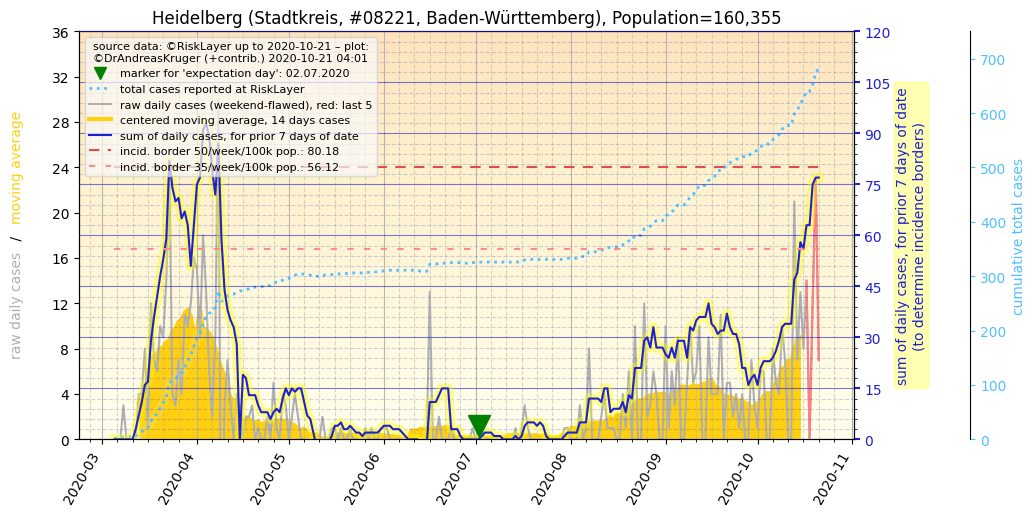 Heidelberg (Stadtkreis, #08221, Baden-Württemberg), Population=160,355
source data: ©RiskLayer up to 2020-10-21 – plot:
©DrAndreasKruger (+contrib.) 2020-10-21 04:01
marker for 'expectation day': 02.07.2020
total cases reported at RiskLayer
raw daily cases (weekend-flawed), red: last 5
centered moving average, 14 days cases
sum of daily cases, for prior 7 days of date
incid. border 50/week/100k pop.: 80.18
incid. border 35/week/100k pop.: 56.12
raw daily cases / moving average
36
32
28
24
20
16
12
8
4
0
2020-03
2020-04
2020-05
2020-06
2020-07
2020-08
2020-09
2020-10
2020-11
120
105
90
75
60
45
30
15
0
sum of daily cases, for prior 7 days of date
(to determine incidence borders)
700
600
500
400
300
200
100
0
cumulative total cases